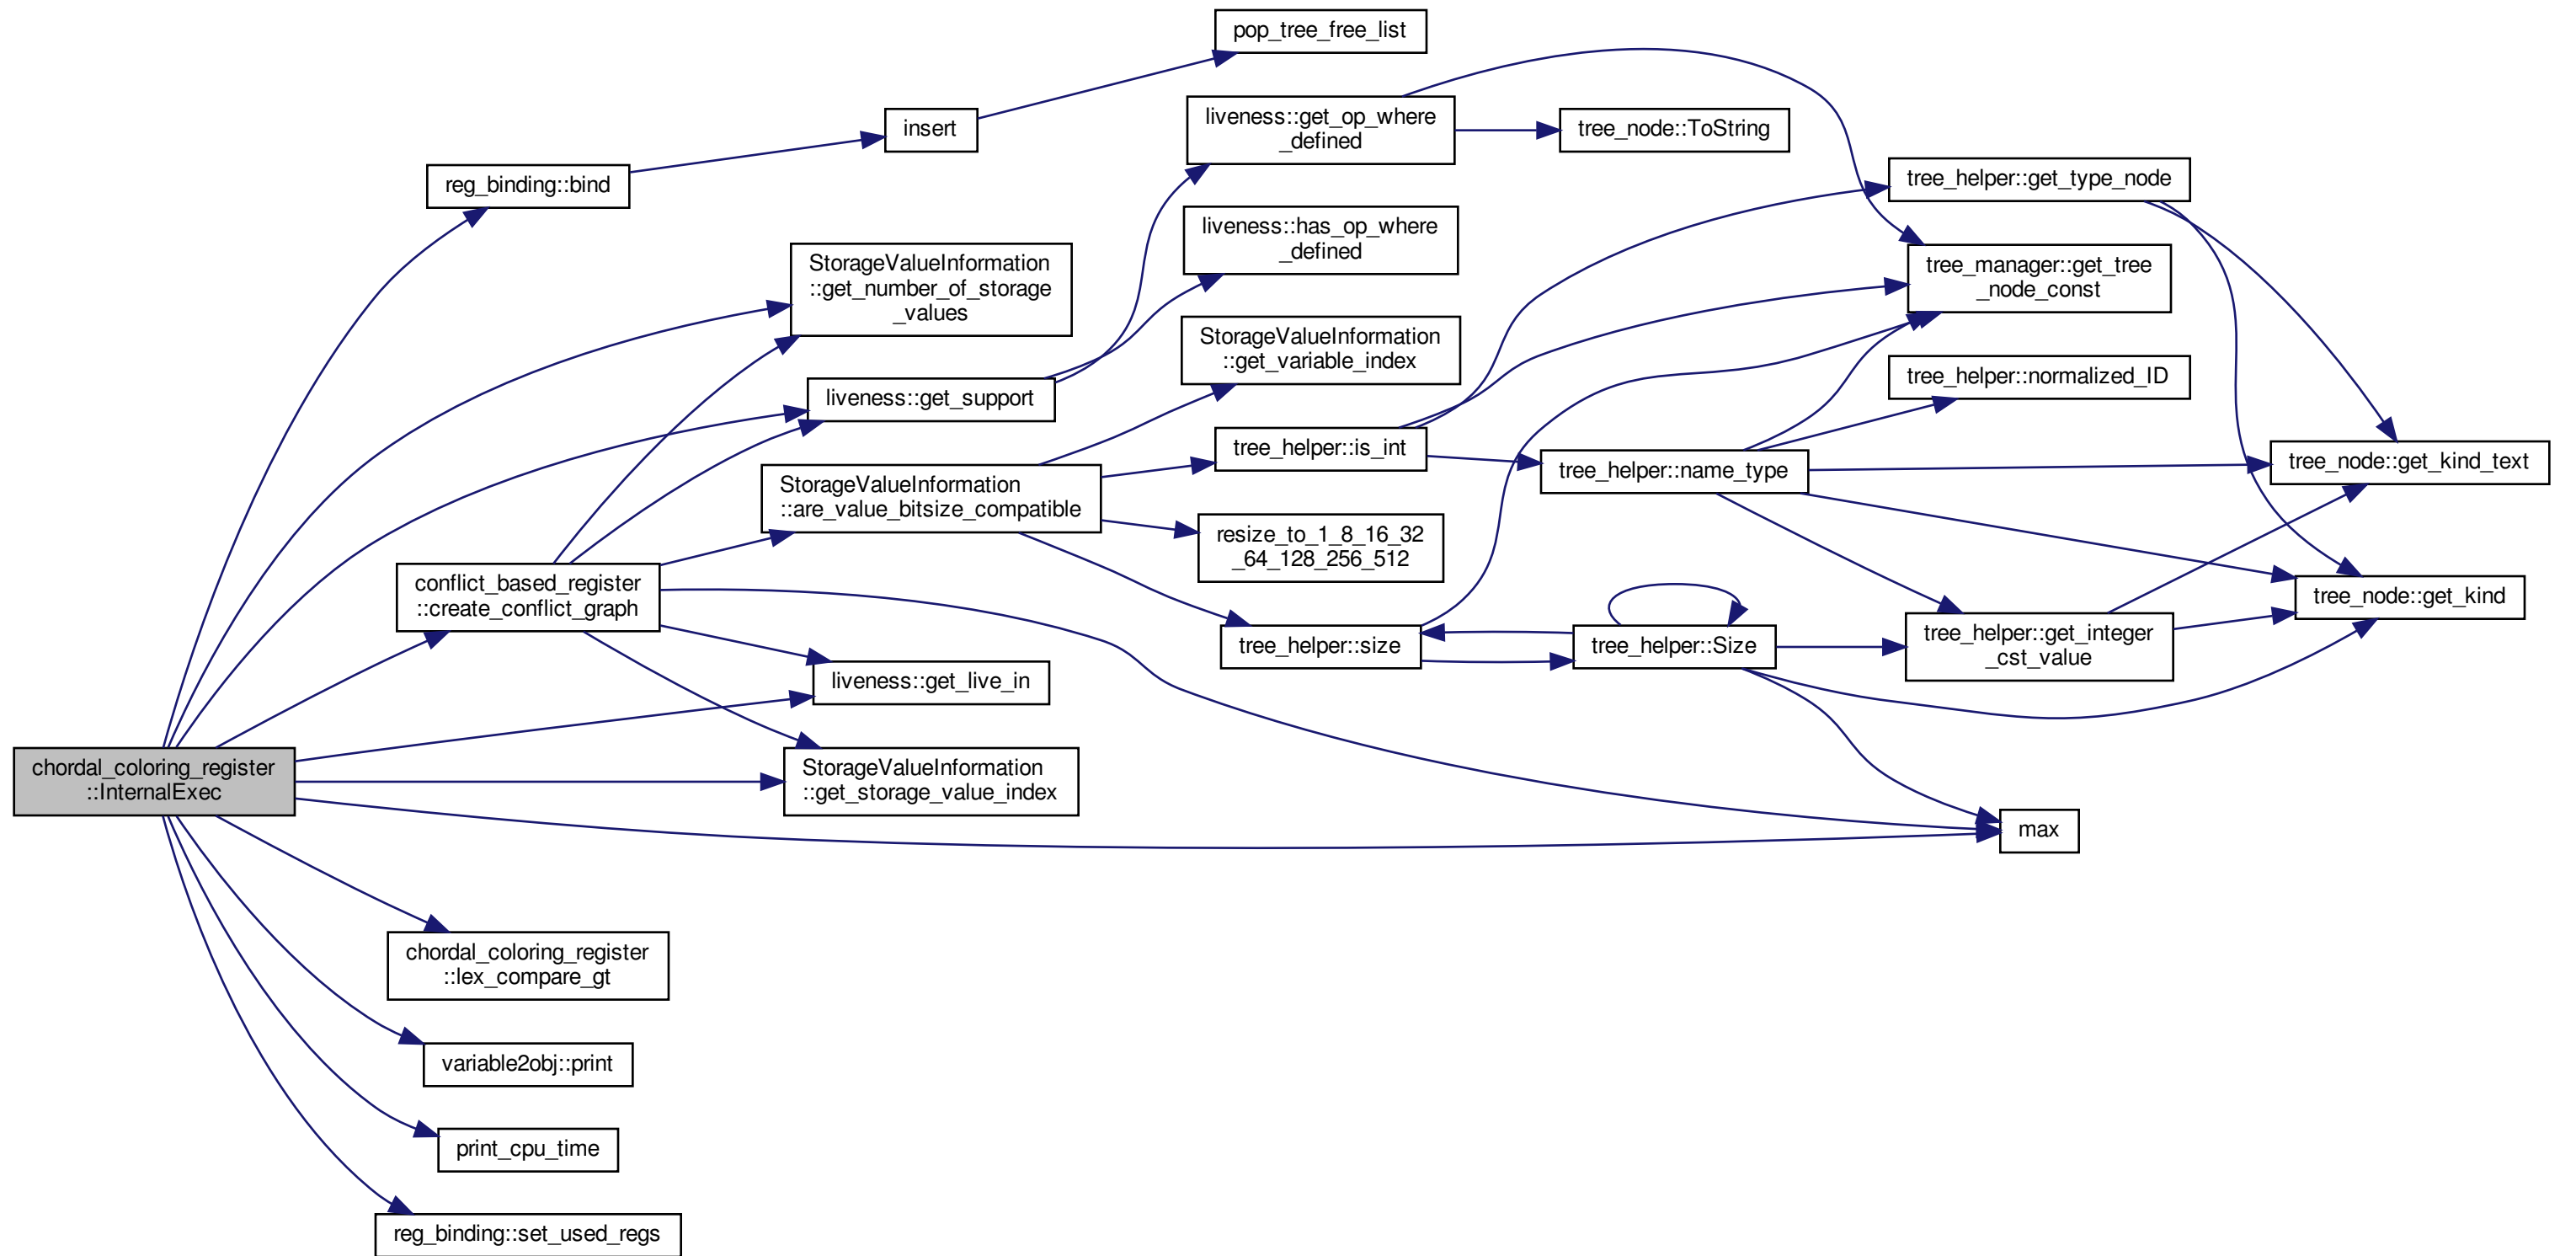 pop_tree_free_list
insert
reg_binding::bind
liveness::get_op_where
_defined
tree_node::ToString
liveness::has_op_where
_defined
StorageValueInformation
::get_number_of_storage
_values
StorageValueInformation
::get_variable_index
liveness::get_support
tree_helper::get_type_node
tree_manager::get_tree
_node_const
tree_helper::normalized_ID
tree_helper::is_int
tree_helper::name_type
tree_node::get_kind_text
StorageValueInformation
::are_value_bitsize_compatible
resize_to_1_8_16_32
_64_128_256_512
conflict_based_register
::create_conflict_graph
tree_node::get_kind
tree_helper::size
tree_helper::Size
tree_helper::get_integer
_cst_value
liveness::get_live_in
chordal_coloring_register
::InternalExec
StorageValueInformation
::get_storage_value_index
max
chordal_coloring_register
::lex_compare_gt
variable2obj::print
print_cpu_time
reg_binding::set_used_regs